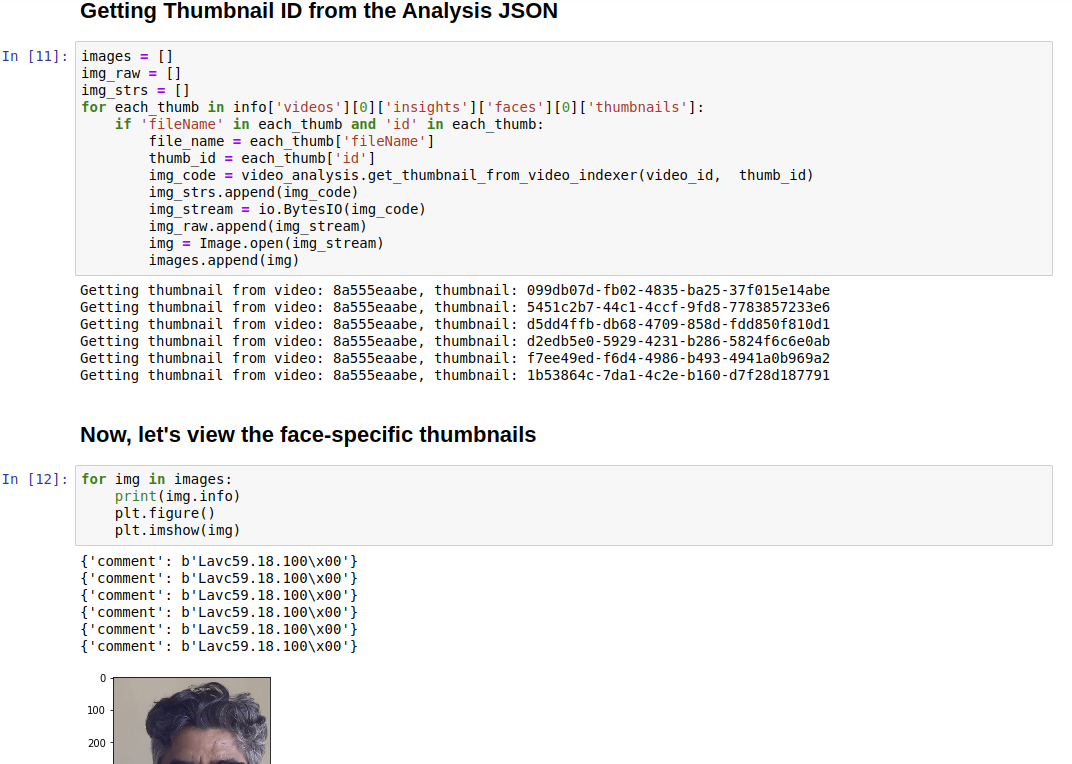 Getting Thumbnail ID from the Analysis JSON
In [11]:
images = []
img_raw = []
img_strs = []
for each_thumb in info['videos'][0]['insights']['faces'][0]['thumbnails']:
    if 'fileName' in each_thumb and 'id' in each_thumb:
        file_name = each_thumb['fileName']
        thumb_id = each_thumb['id']
        img_code = video_analysis.get_thumbnail_from_video_indexer(video_id,  thumb_id)
        img_strs.append(img_code)
        img_stream = io.BytesIO(img_code)
        img_raw.append(img_stream)
        img = Image.open(img_stream)
        images.append(img)
Getting thumbnail from video: 8a555eaabe, thumbnail: 099db07d-fb02-4835-ba25-37f015e14abe
Getting thumbnail from video: 8a555eaabe, thumbnail: 5451c2b7-44c1-4ccf-9fd8-7783857233e6
Getting thumbnail from video: 8a555eaabe, thumbnail: d5dd4ffb-db68-4709-858d-fdd850f810d1
Getting thumbnail from video: 8a555eaabe, thumbnail: d2edb5e0-5929-4231-b286-5824f6c6e0ab
Getting thumbnail from video: 8a555eaabe, thumbnail: f7ee49ed-f6d4-4986-b493-4941a0b969a2
Getting thumbnail from video: 8a555eaabe, thumbnail: 1b53864c-7da1-4c2e-b160-d7f28d187791
Now, let's view the face-specific thumbnails
In [12]:
for img in images:
    print(img.info)
    plt.figure()
    plt.imshow(img)
{'comment': b'Lavc59.18.100\x00'}
{'comment': b'Lavc59.18.100\x00'}
{'comment': b'Lavc59.18.100\x00'}
{'comment': b'Lavc59.18.100\x00'}
{'comment': b'Lavc59.18.100\x00'}
{'comment': b'Lavc59.18.100\x00'}
0
100
200